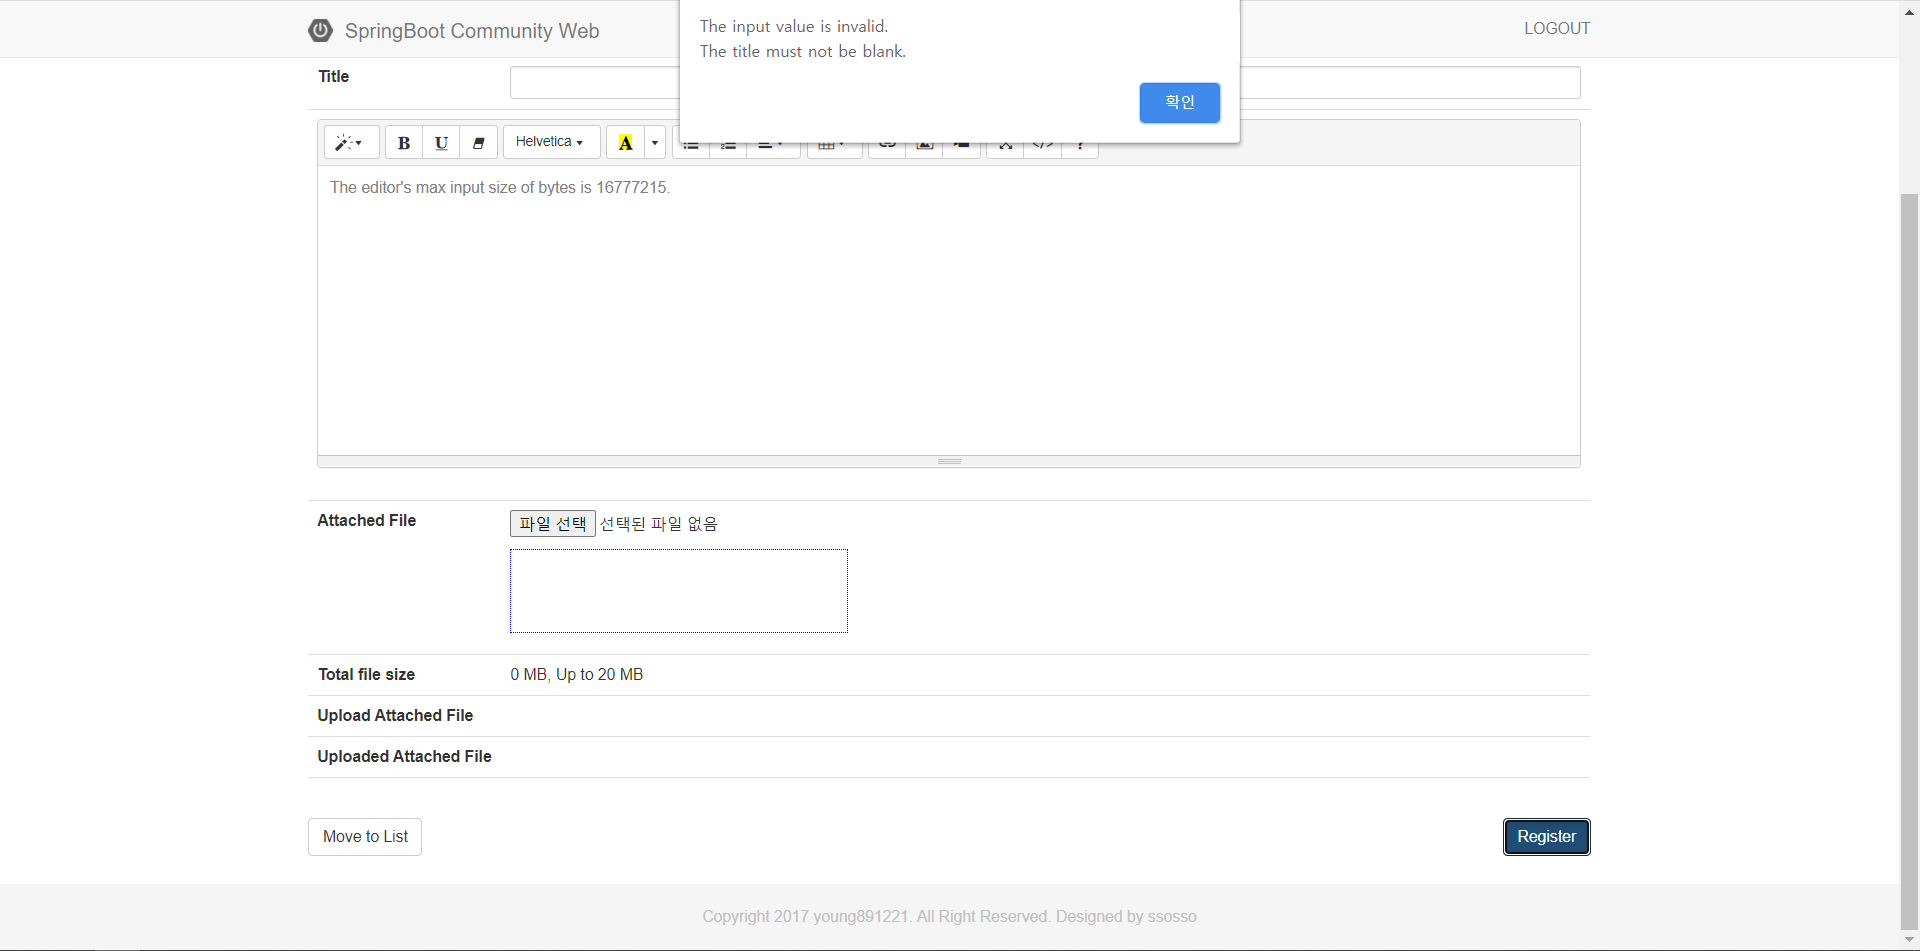 SpringBoot Community Web
The input value is invalid.
The title must not be blank.
확인
LOGOUT
Title
B U Helvetica A
The editor's max input size of bytes is 16777215.
Attached File
파일 선택 선택된 파일 없음
Total file size
0 MB, Up to 20 MB
Upload Attached File
Uploaded Attached File
Move to List
Register
Copyright 2017 young891221. All Right Reserved. Designed by ssosso